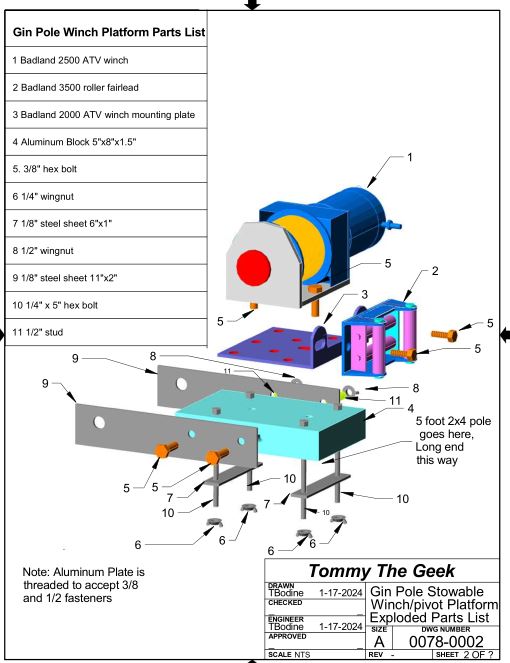 Gin Pole Winch Platform Parts List
1 Badland 2500 ATV winch
2 Badland 3500 roller fairlead
3 Badland 2000 ATV winch mounting plate
4 Aluminum Block 5"x8"x1.5"
5. 3/8" hex bolt
6 1/4" wingnut
7 1/8" steel sheet 6"x1"
8 1/2" wingnut
9 1/8" steel sheet 11"x2"
10 1/4" x 5" hex bolt
11 1/2" stud
1
5
2
5
3
5
8
9
11
5
9
8
11
4
5 foot 2x4 pole
goes here,
Long end
this way
5
5
7
10
10
7
10
10
6
6
6
6
Note: Aluminum Plate is
threaded to accept 3/8
and 1/2 fasteners
Tommy The Geek
DRAWN
TBodine 1-17-2024
CHECKED
_ _
ENGINEER
TBodine 1-17-2024
APPROVED
_ _
SCALE NTS
Gin Pole Stowable
Winch/pivot Platform
Exploded Parts List
SIZE DWG NUMBER
A 0078-0002
REV - SHEET 2 OF ?